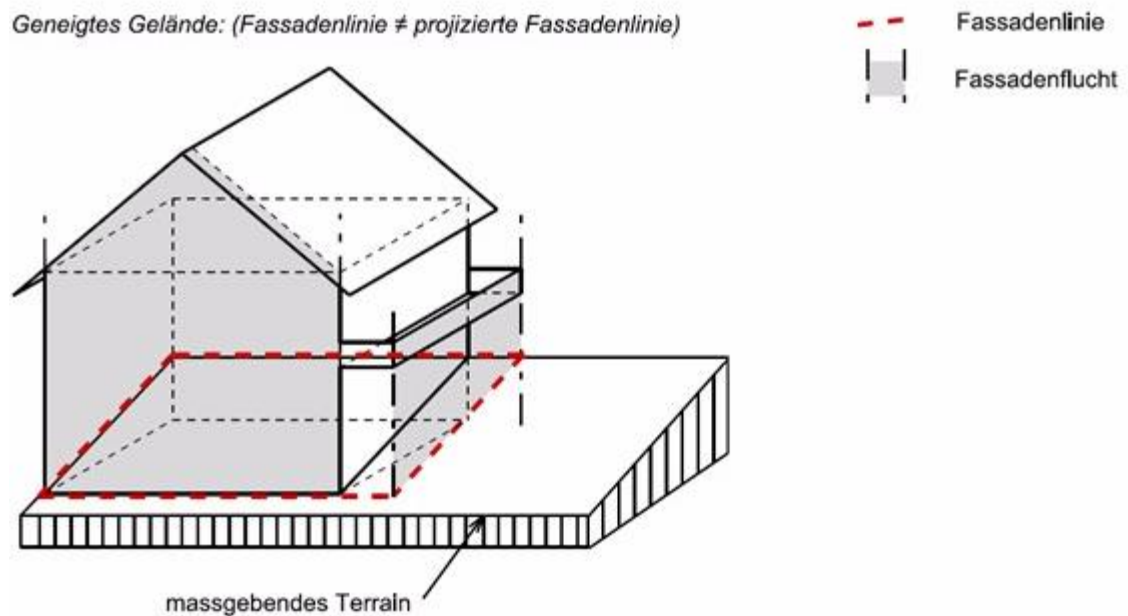 Geneigtes Gelände: (Fassadenlinie ≠ projizierte Fassadenlinie)
Fassadenlinie
Fassadenflucht
massgebendes Terrain